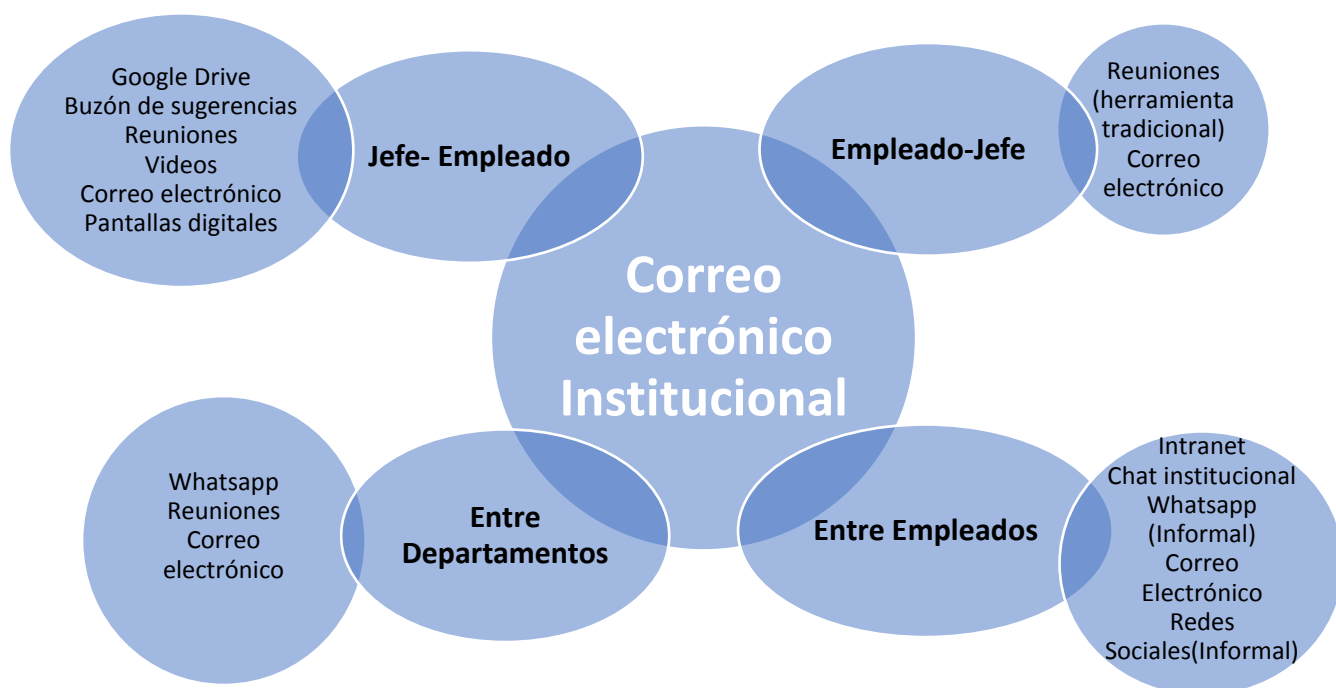 Google Drive
Buzón de sugerencias
Reuniones
Videos
Correo electrónico
Pantallas digitales
Jefe- Empleado
Empleado-Jefe
Reuniones
(herramienta
tradicional)
Correo
electrónico
Correo
electrónico
Institucional
Whatsapp
Reuniones
Correo
electrónico
Entre
Departamentos
Entre Empleados
Intranet
Chat institucional
Whatsapp
(Informal)
Correo
Electrónico
Redes
Sociales(Informal)